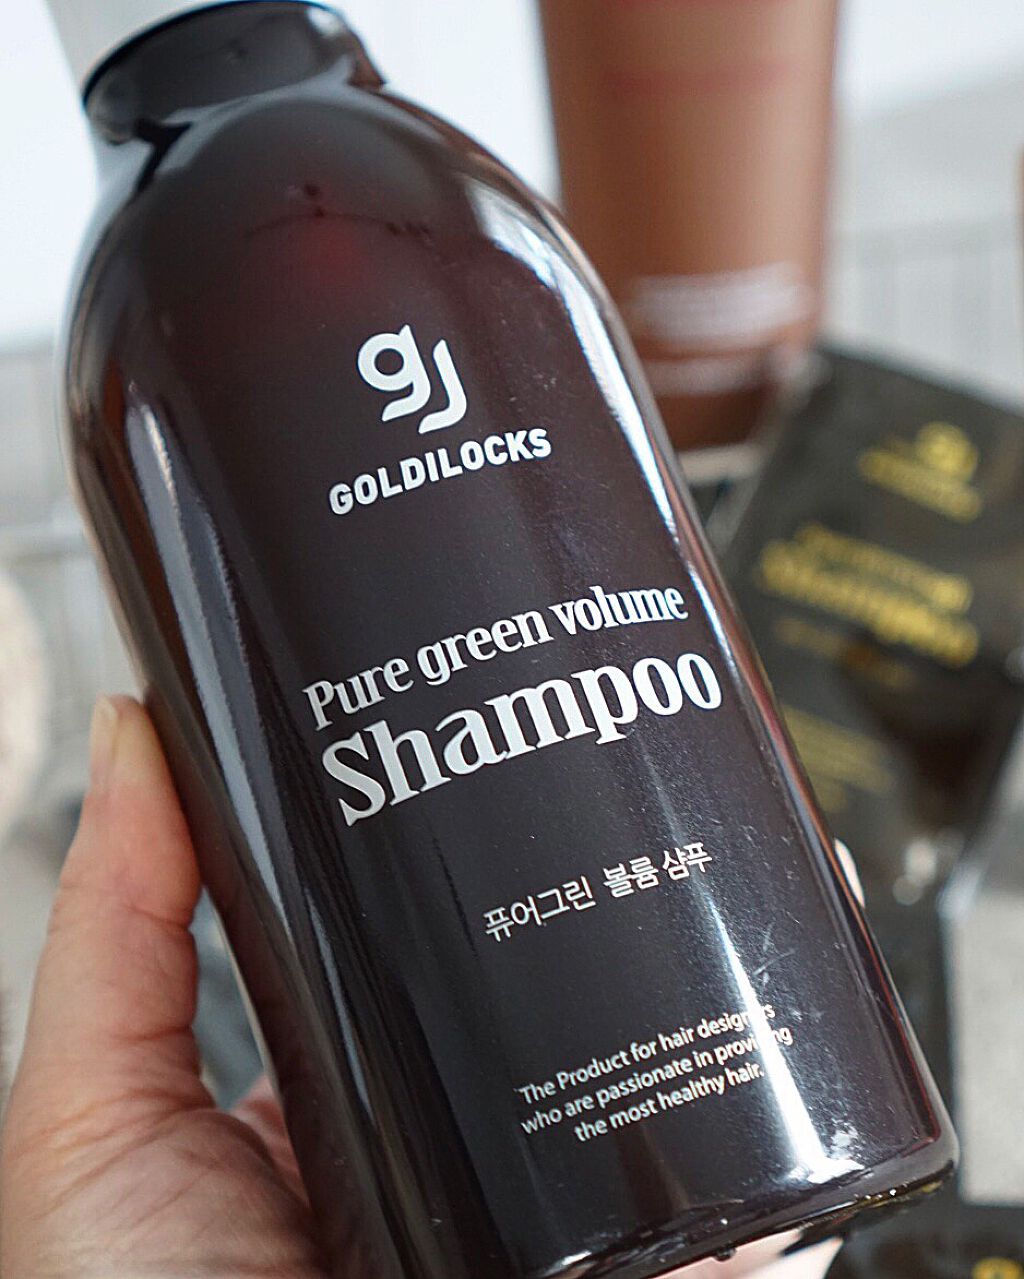 gj
GOLDILOCKS
Pure green volume
Shampoo
퓨어그린 볼륨 샴푸
The Product for hair designers
who are passionate in providing
the most healthy hair.
Shampoo